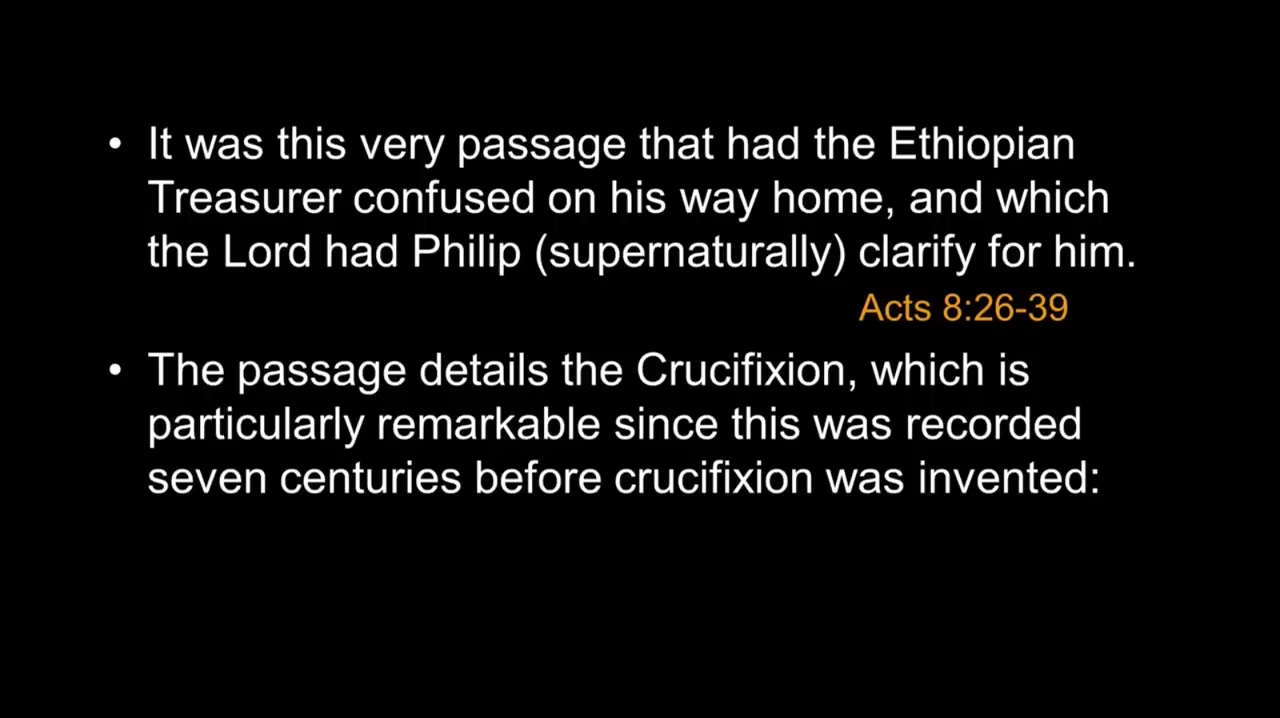 • It was this very passage that had the Ethiopian
Treasurer confused on his way home, and which
the Lord had Philip (supernaturally) clarify for him.
Acts 8:26-39
• The passage details the Crucifixion, which is
particularly remarkable since this was recorded
seven centuries before crucifixion was invented: